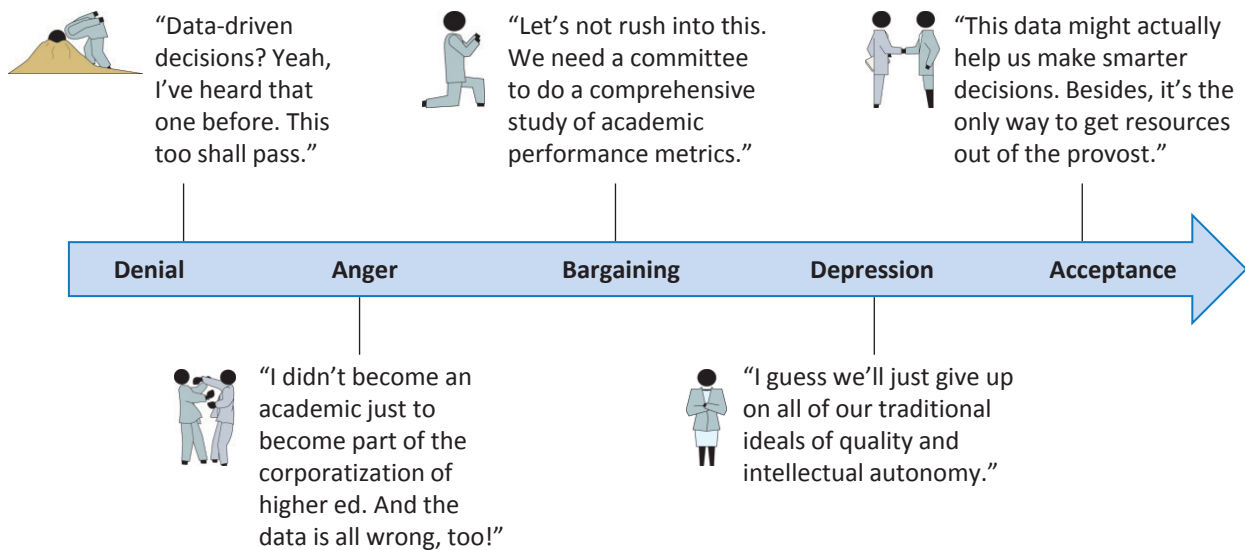 “Data-driven
decisions? Yeah,
I’ve heard that
one before. This
too shall pass.”
“Let’s not rush into this.
We need a committee
to do a comprehensive
study of academic
performance metrics.”
“This data might actually
help us make smarter
decisions. Besides, it’s the
only way to get resources
out of the provost.”
Denial
Anger
Bargaining
Depression
Acceptance
“I didn’t become an
academic just to
become part of the
corporatization of
higher ed. And the
data is all wrong, too!”
“I guess we’ll just give up
on all of our traditional
ideals of quality and
intellectual autonomy.”